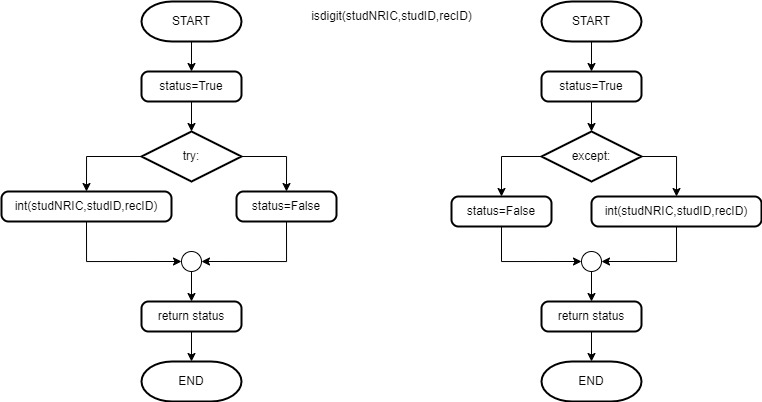 START
isdigit(studNRIC,studID,recID)
START
status=True
status=True
try:
except:
int(studNRIC,studID,recID)
status=False
status=False
int(studNRIC,studID,recID)
return status
return status
END
END